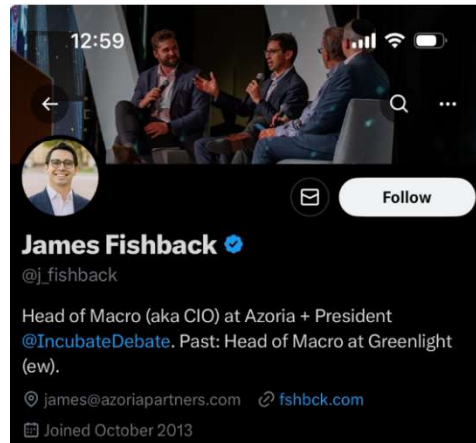 12:59
Follow
James Fishback
@j_fishback
Head of Macro (aka CIO) at Azoria + President
@IncubateDebate. Past: Head of Macro at Greenlight
(ew).
james@azoriapartners.com fshbck.com
Joined October 2013